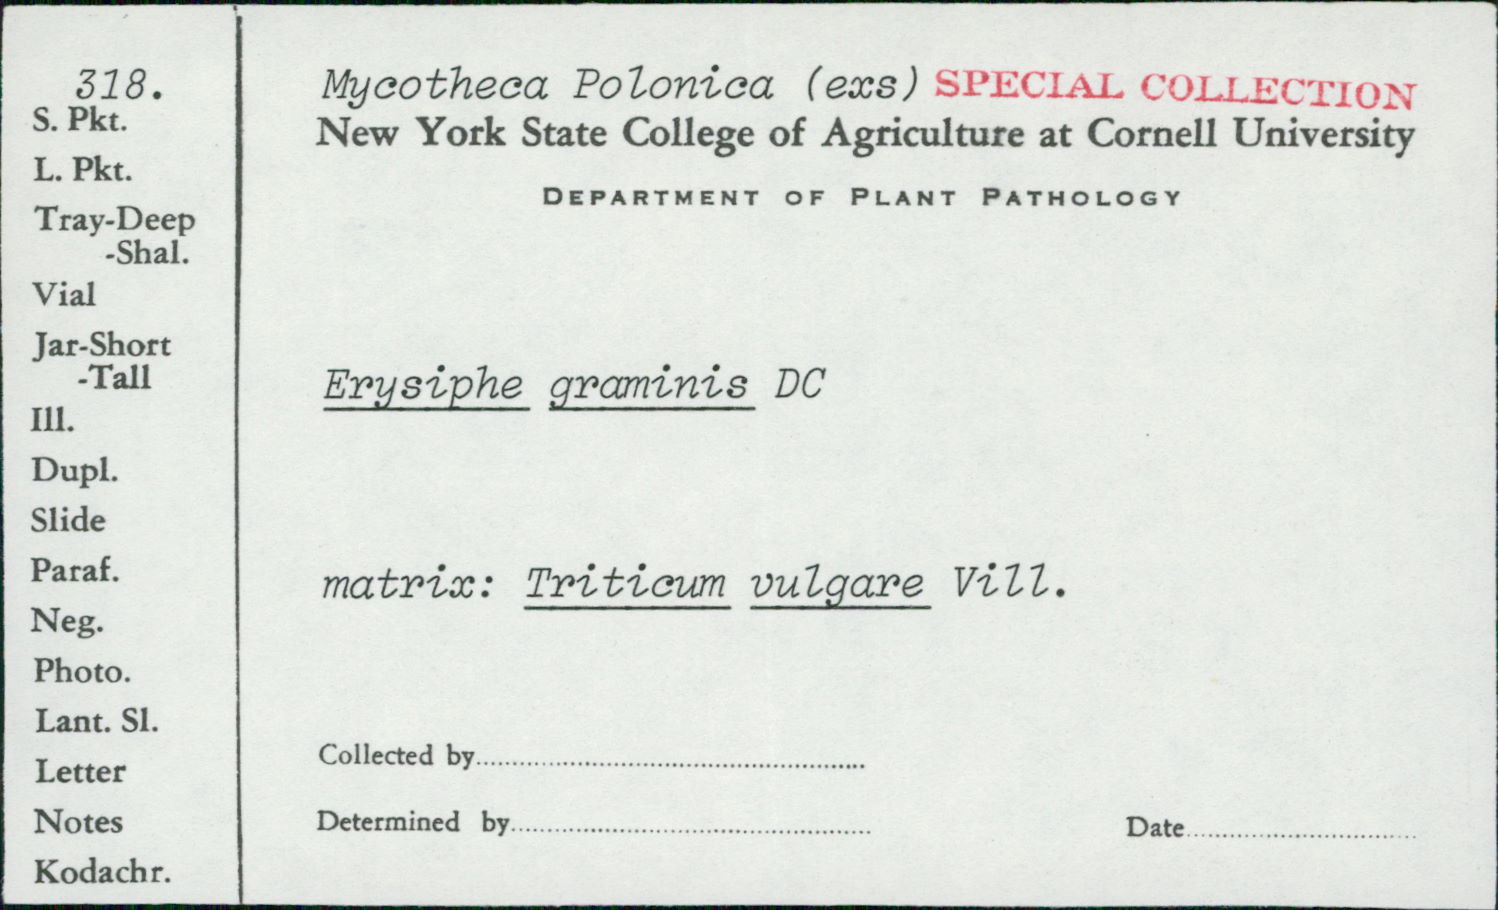 318.
S. Pkt.
L. Pkt.
Tray-Deep
-Shal.
Vial
Jar-Short
-Tall
Ill.
Dupl.
Slide
Paraf.
Neg.
Photo.
Lant. Sl.
Letter
Notes
Kodachr.
Mycotheca Polonica (exs) SPECIAL COLLECTION
New York State College of Agriculture at Cornell University
DEPARTMENT OF PLANT PATHOLOGY
Erysiphe graminis DC
matrix: Triticum vulgare Vill.
Collected by
Determined by
Date